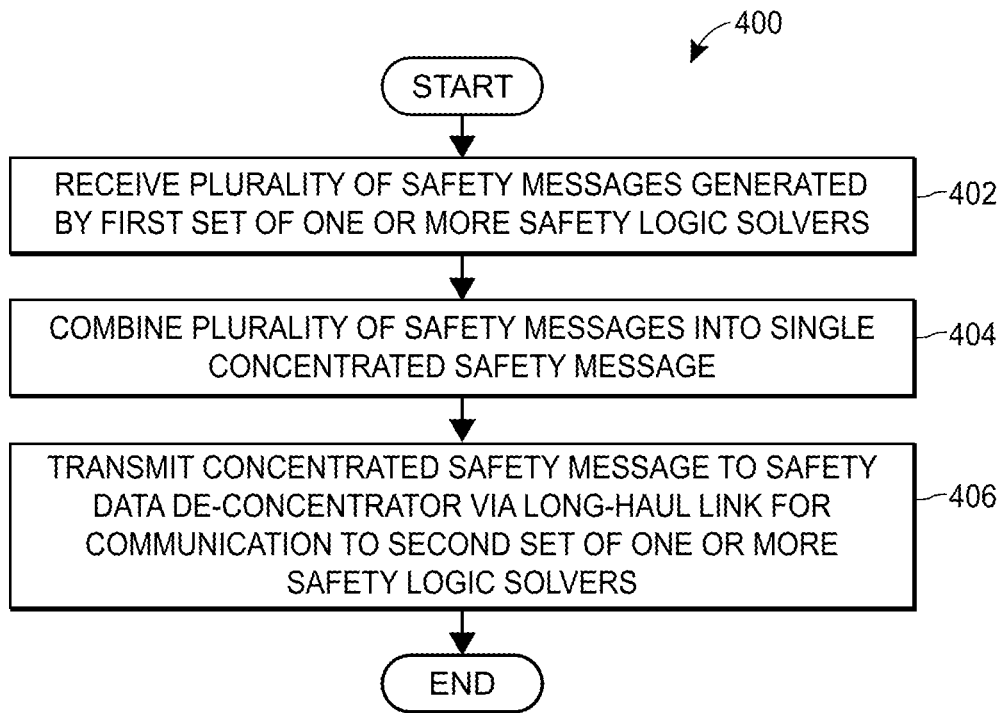 400
START
RECEIVE PLURALITY OF SAFETY MESSAGES GENERATED
BY FIRST SET OF ONE OR MORE SAFETY LOGIC SOLVERS
402
COMBINE PLURALITY OF SAFETY MESSAGES INTO SINGLE
CONCENTRATED SAFETY MESSAGE
404
TRANSMIT CONCENTRATED SAFETY MESSAGE TO SAFETY
DATA DE-CONCENTRATOR VIA LONG-HAUL LINK FOR
COMMUNICATION TO SECOND SET OF ONE OR MORE
SAFETY LOGIC SOLVERS
406
END